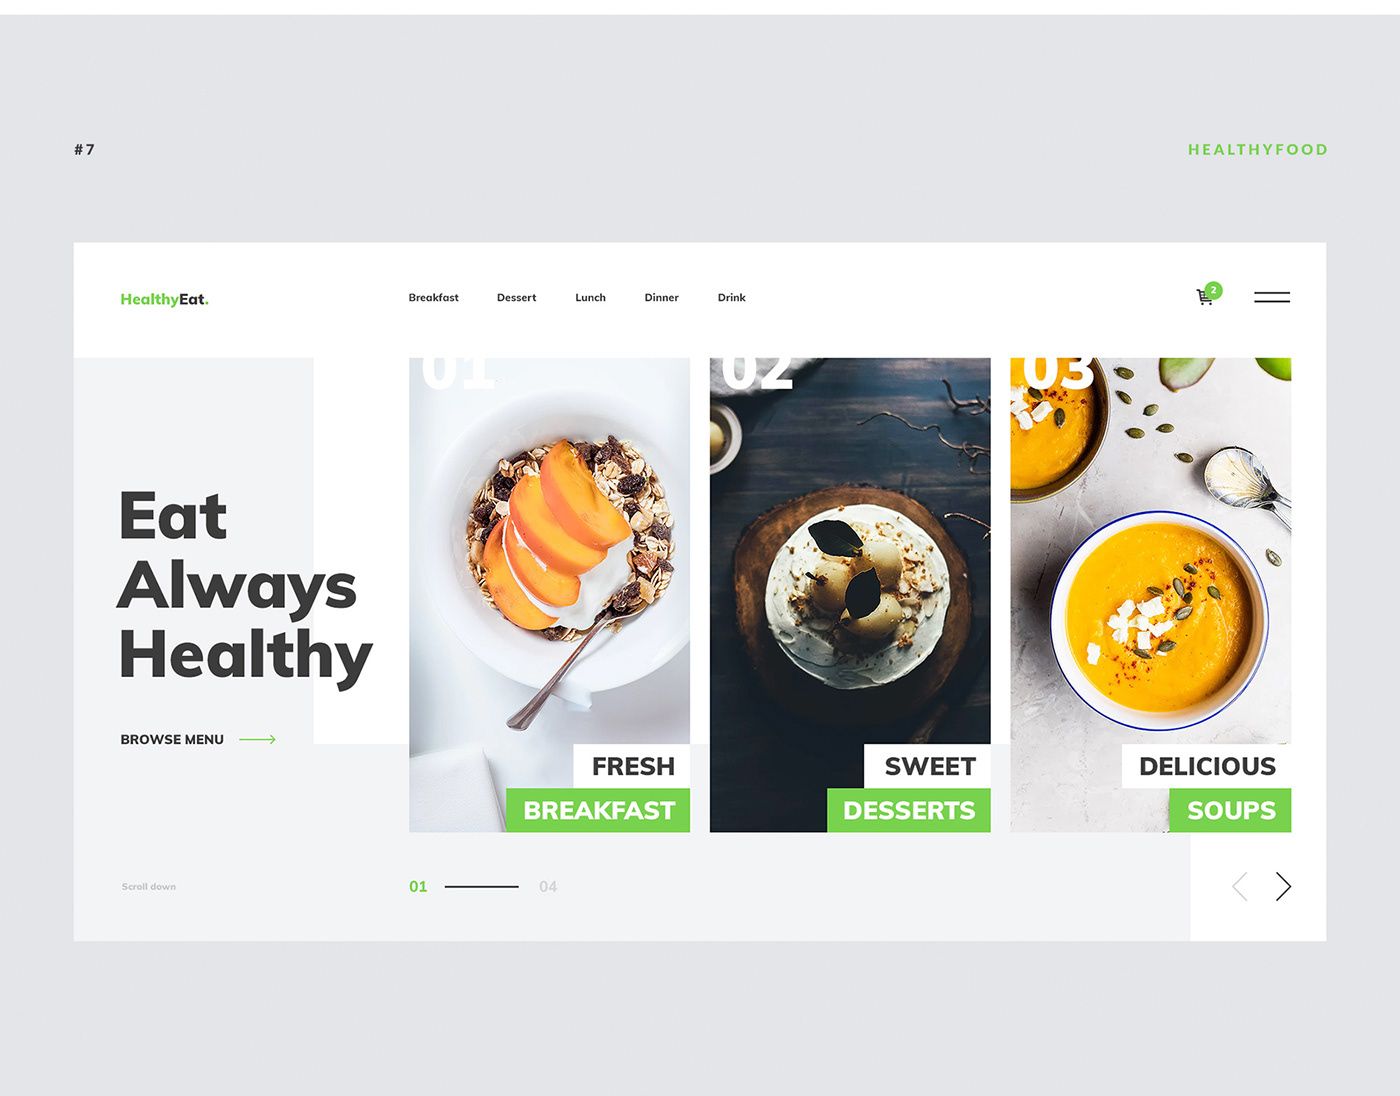 #7
HEALTHYFOOD
HealthyEat.
Breakfast Dessert Lunch Dinner Drink
2
01
02
03
Eat
Always
Healthy
BROWSE MENU
FRESH
BREAKFAST
SWEET
DESSERTS
DELICIOUS
SOUPS
Scroll down
01
04